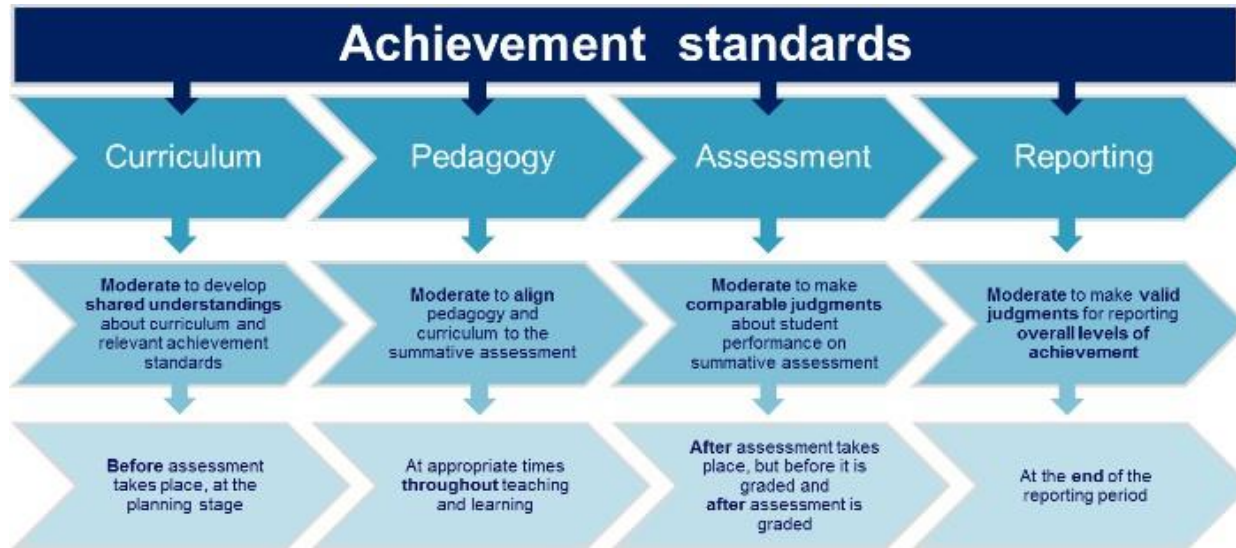 Achievement standards
Curriculum
Pedagogy
Assessment
Reporting
Moderate to develop
shared understandings
about curriculum and
relevant achievement
standards
Moderate to align
pedagogy and
curriculum to the
summative assessment
Moderate to make
comparable judgments
about student
performance on
summative assessment
Moderate to make valid
judgments for reporting
overall levels of
achievement
Before assessment
takes place, at the
planning stage
At appropriate times
throughout teaching
and learning
After assessment takes
place, but before it is
graded and
after assessment is
graded
At the end of the
reporting period